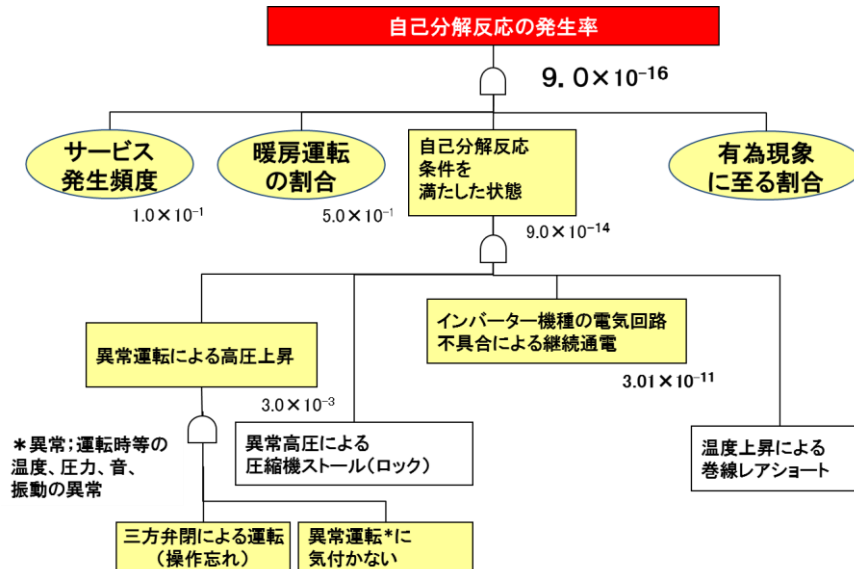 自己分解反応の発生率
9.0×10⁻¹⁶
サービス
発生頻度
1.0×10⁻¹
暖房運転
の割合
5.0×10⁻¹
自己分解反応
条件を
満たした状態
9.0×10⁻¹⁴
有為現象
に至る割合
異常運転による高圧上昇
3.0×10⁻³
インバーター機種の電気回路
不具合による継続通電
3.01×10⁻¹¹
*異常;運転時等の
温度、圧力、音、
振動の異常
異常高圧による
圧縮機ストール(ロック)
温度上昇による
巻線レアショート
三方弁閉による運転
(操作忘れ)
異常運転*に
気付かない